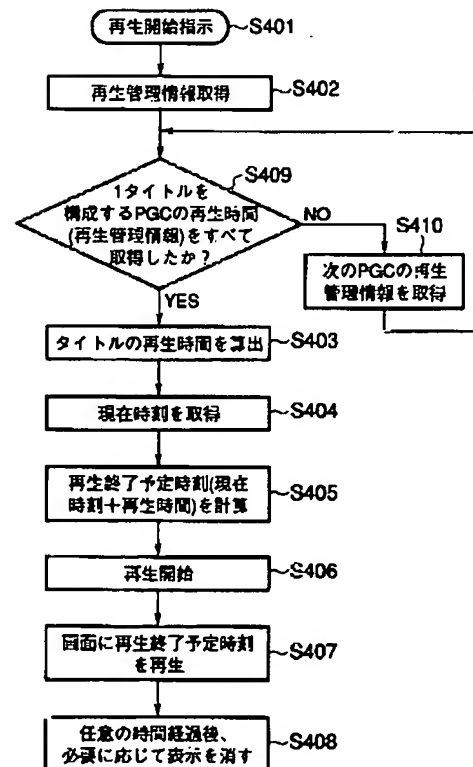 再生開始指示
S401
再生管理情報取得
S402
1タイトルを
構成するPGCの再生時間
(再生管理情報)をすべて
取得したか？
S409
NO
YES
S410
次のPGCの再生
管理情報を取得
タイトルの再生時間を算出
S403
現在時刻を取得
S404
再生終了予定時刻(現在
時刻+再生時間)を計算
S405
再生開始
S406
画面に再生終了予定時刻
を再生
S407
任意の時間経過後、
必要に応じて表示を消す
S408